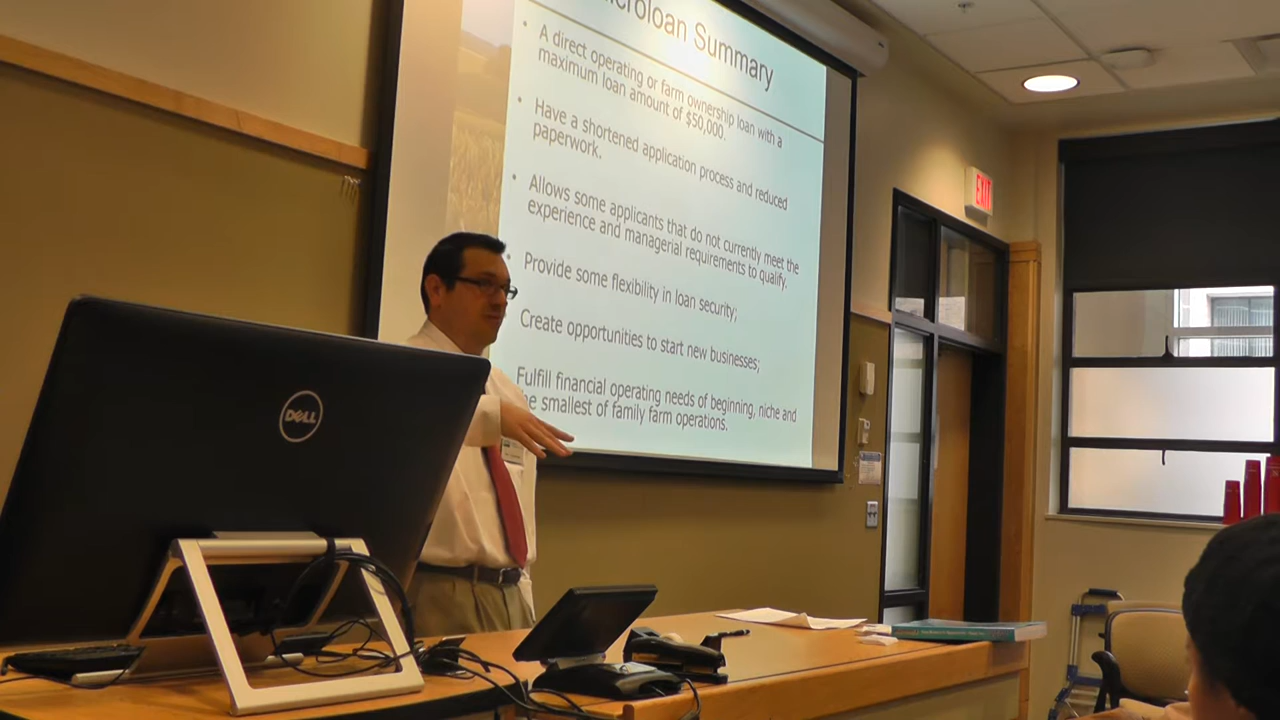 croloan Summary
A direct operating or farm ownership loan with a
maximum loan amount of $50,000.
Have a shortened application process and reduced
paperwork.
Allows some applicants that do not currently meet the
experience and managerial requirements to qualify.
Provide some flexibility in loan security;
Create opportunities to start new businesses;
Fulfill financial operating needs of beginning, niche and
he smallest of family farm operations.
EXIT
DELL